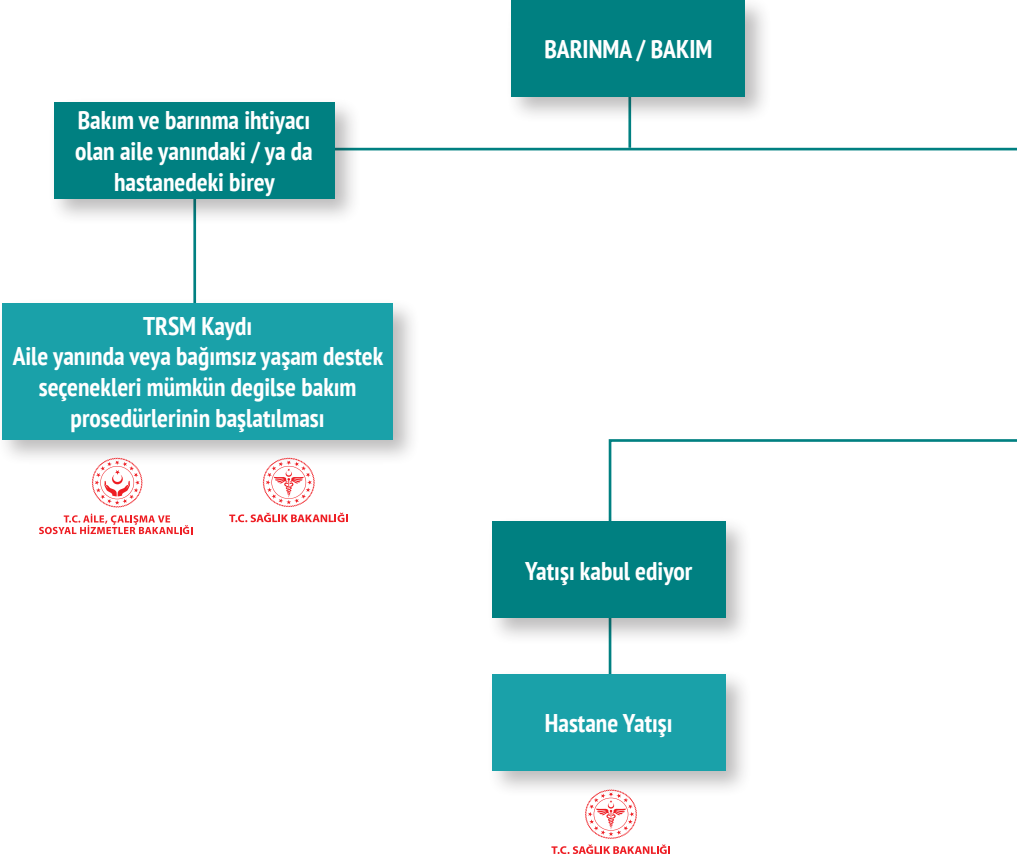 BARINMA / BAKIM
Bakım ve barınma ihtiyacı
olan aile yanındaki / ya da
hastanedeki birey
TRSM Kaydı
Aile yanında veya bağımsız yaşam destek
seçenekleri mümkün degilse bakım
prosedürlerinin başlatılması
T.C. AİLE, ÇALIŞMA VE
SOSYAL HİZMETLER BAKANLIĞI
T.C. SAĞLIK BAKANLIĞI
Yatışı kabul ediyor
Hastane Yatışı
T.C. SAĞLIK BAKANLIĞI